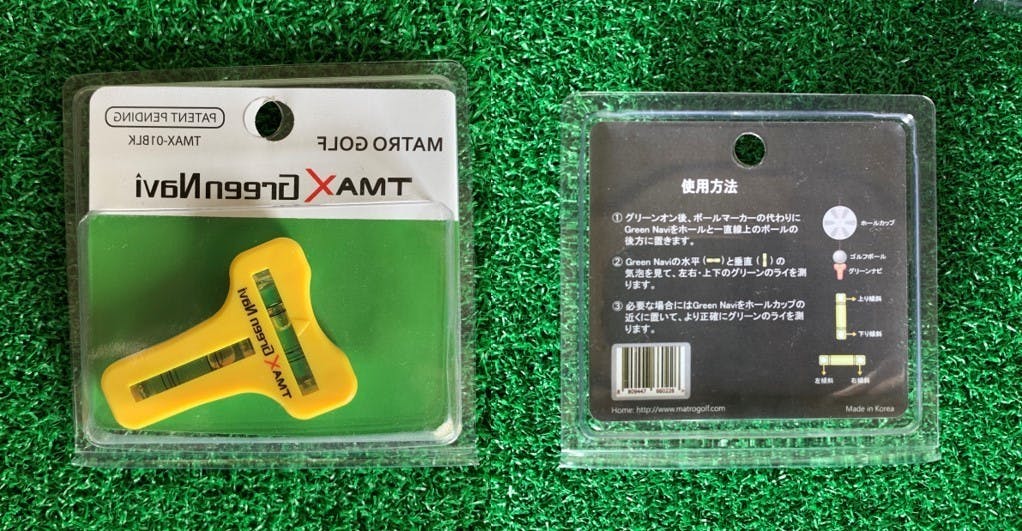 PATENT PENDING
TMAX-01BLK
MATRO GOLF
TMAX Green Navi
TMAX Green Navi
使用方法
① グリーンオン後、ボールマーカーの代わりに
Green Naviをホールと一直線上のボールの
後方に置きます。
② Green Naviの水平 ( ) と垂直 ( ) の
気泡を見て、左右・上下のグリーンのライを測
ります。
③ 必要な場合にはGreen Naviをホールカップの
近くに置いて、より正確にグリーンのライを測
ります。
ホールカップ
ゴルフボール
グリーンナビ
上り傾斜
下り傾斜
左傾斜
右傾斜
Home: http://www.matrogolf.com
Made in Korea